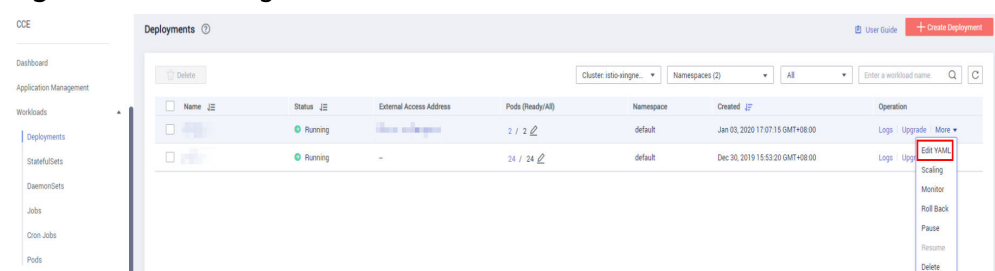 CCE
Dashboard
Application Management
Workloads
Deployments
StatefulSets
DaemonSets
Jobs
Cron Jobs
Pods
Deployments ?
User Guide
+ Create Deployment
Delete
Cluster: istio-xingne...
Namespaces (2)
All
Enter a workload name.
C
Name Status External Access Address Pods (Ready/All) Namespace Created Operation
Running 2 / 2 default Jan 03, 2020 17:07:15 GMT+08:00 Logs Upgrade More
Running – 24 / 24 default Dec 30, 2019 15:53:20 GMT+08:00 Logs
Edit YAML
Scaling
Monitor
Roll Back
Pause
Resume
Delete